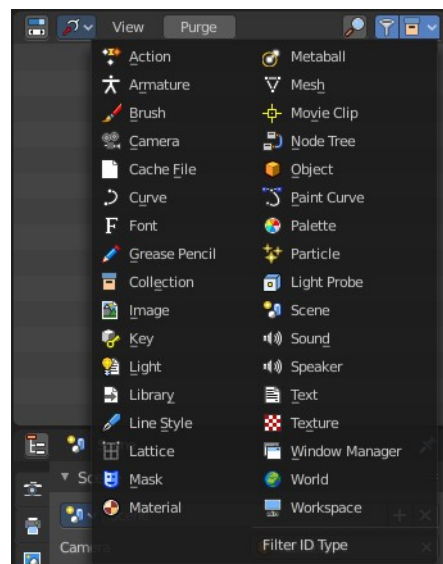 View Purge
Action
Armature
Brush
Camera
Cache File
Curve
Font
Grease Pencil
Collection
Image
Key
Light
Library
Line Style
Lattice
Mask
Material
Metaball
Mesh
Movie Clip
Node Tree
Object
Paint Curve
Palette
Particle
Light Probe
Scene
Sound
Speaker
Text
Texture
Window Manager
World
Workspace
Filter ID Type
Sc
Cam